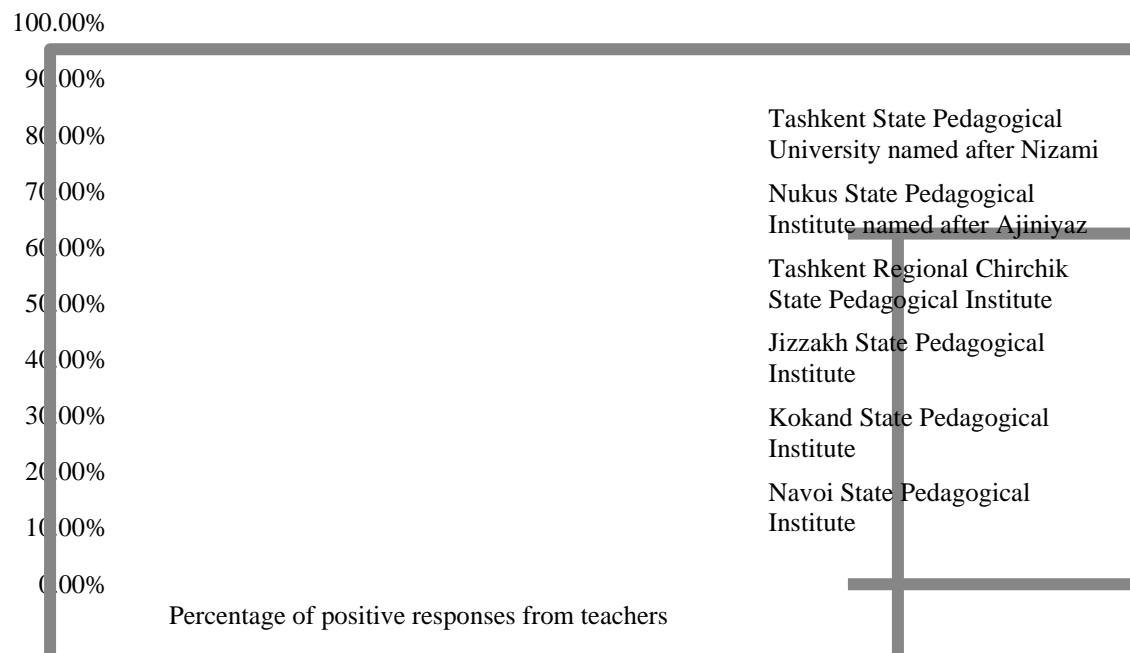 100.00%
90.00%
80.00%
70.00%
60.00%
50.00%
40.00%
30.00%
20.00%
10.00%
0.00%
Percentage of positive responses from teachers
Tashkent State Pedagogical
University named after Nizami
Nukus State Pedagogical
Institute named after Ajiniyaz
Tashkent Regional Chirchik
State Pedagogical Institute
Jizzakh State Pedagogical
Institute
Kokand State Pedagogical
Institute
Navoi State Pedagogical
Institute